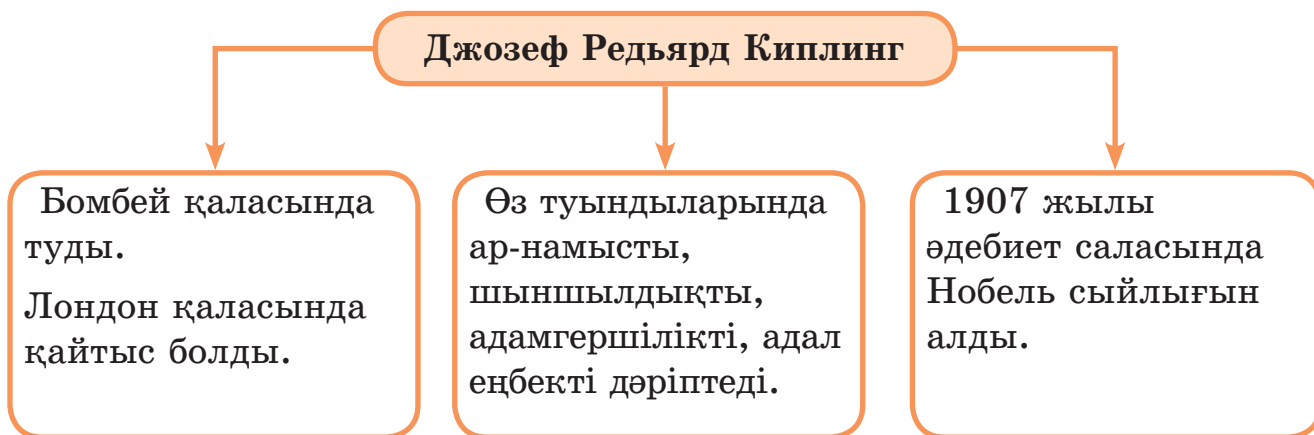 Джозеф Редьярд Киплинг
Бомбей қаласында
туды.
Лондон қаласында
қайтыс болды.
Өз туындыларында
ар-намысты,
шыншылдықты,
адамгершілікті, адал
еңбекті дәріптеді.
1907 жылы
әдебиет саласында
Нобель сыйлығын
алды.